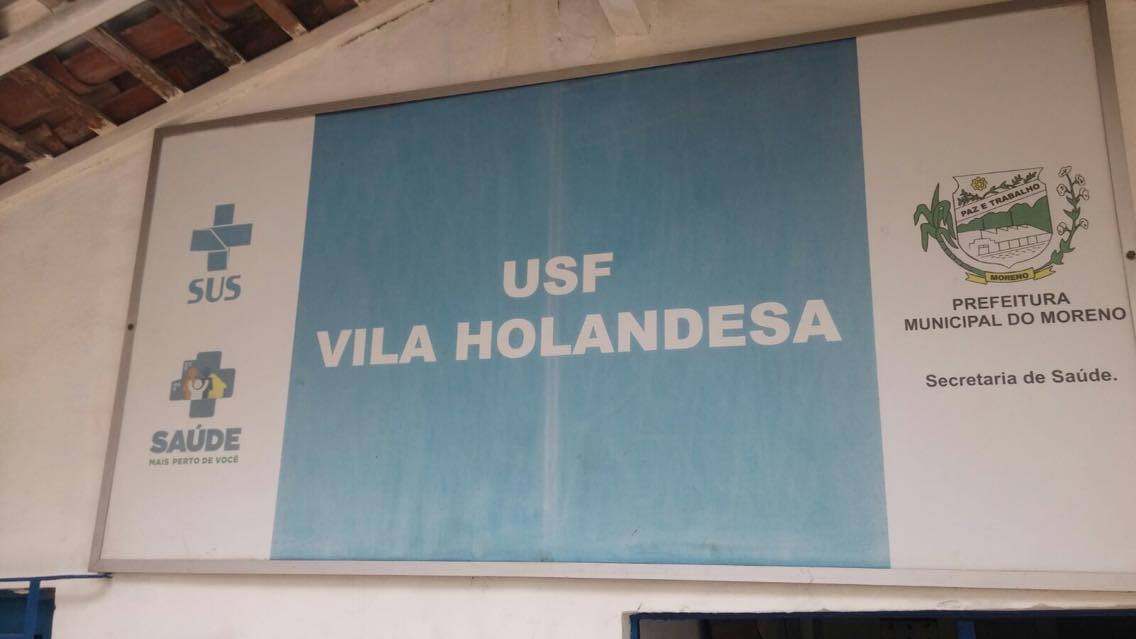 SUS
SAÚDE
MAIS PERTO DE VOCÊ
USF
VILA HOLANDESA
PAZ E TRABALHO
MORENO
PREFEITURA
MUNICIPAL DO MORENO
Secretaria de Saúde.